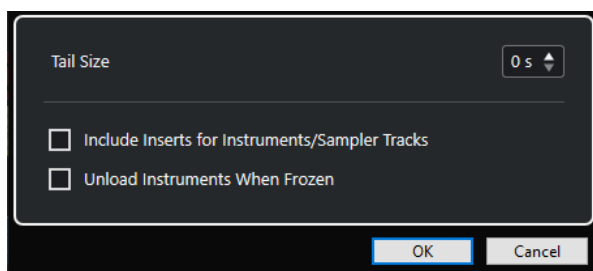 Tail Size
0 s
Include Inserts for Instruments/Sampler Tracks
Unload Instruments When Frozen
OK
Cancel